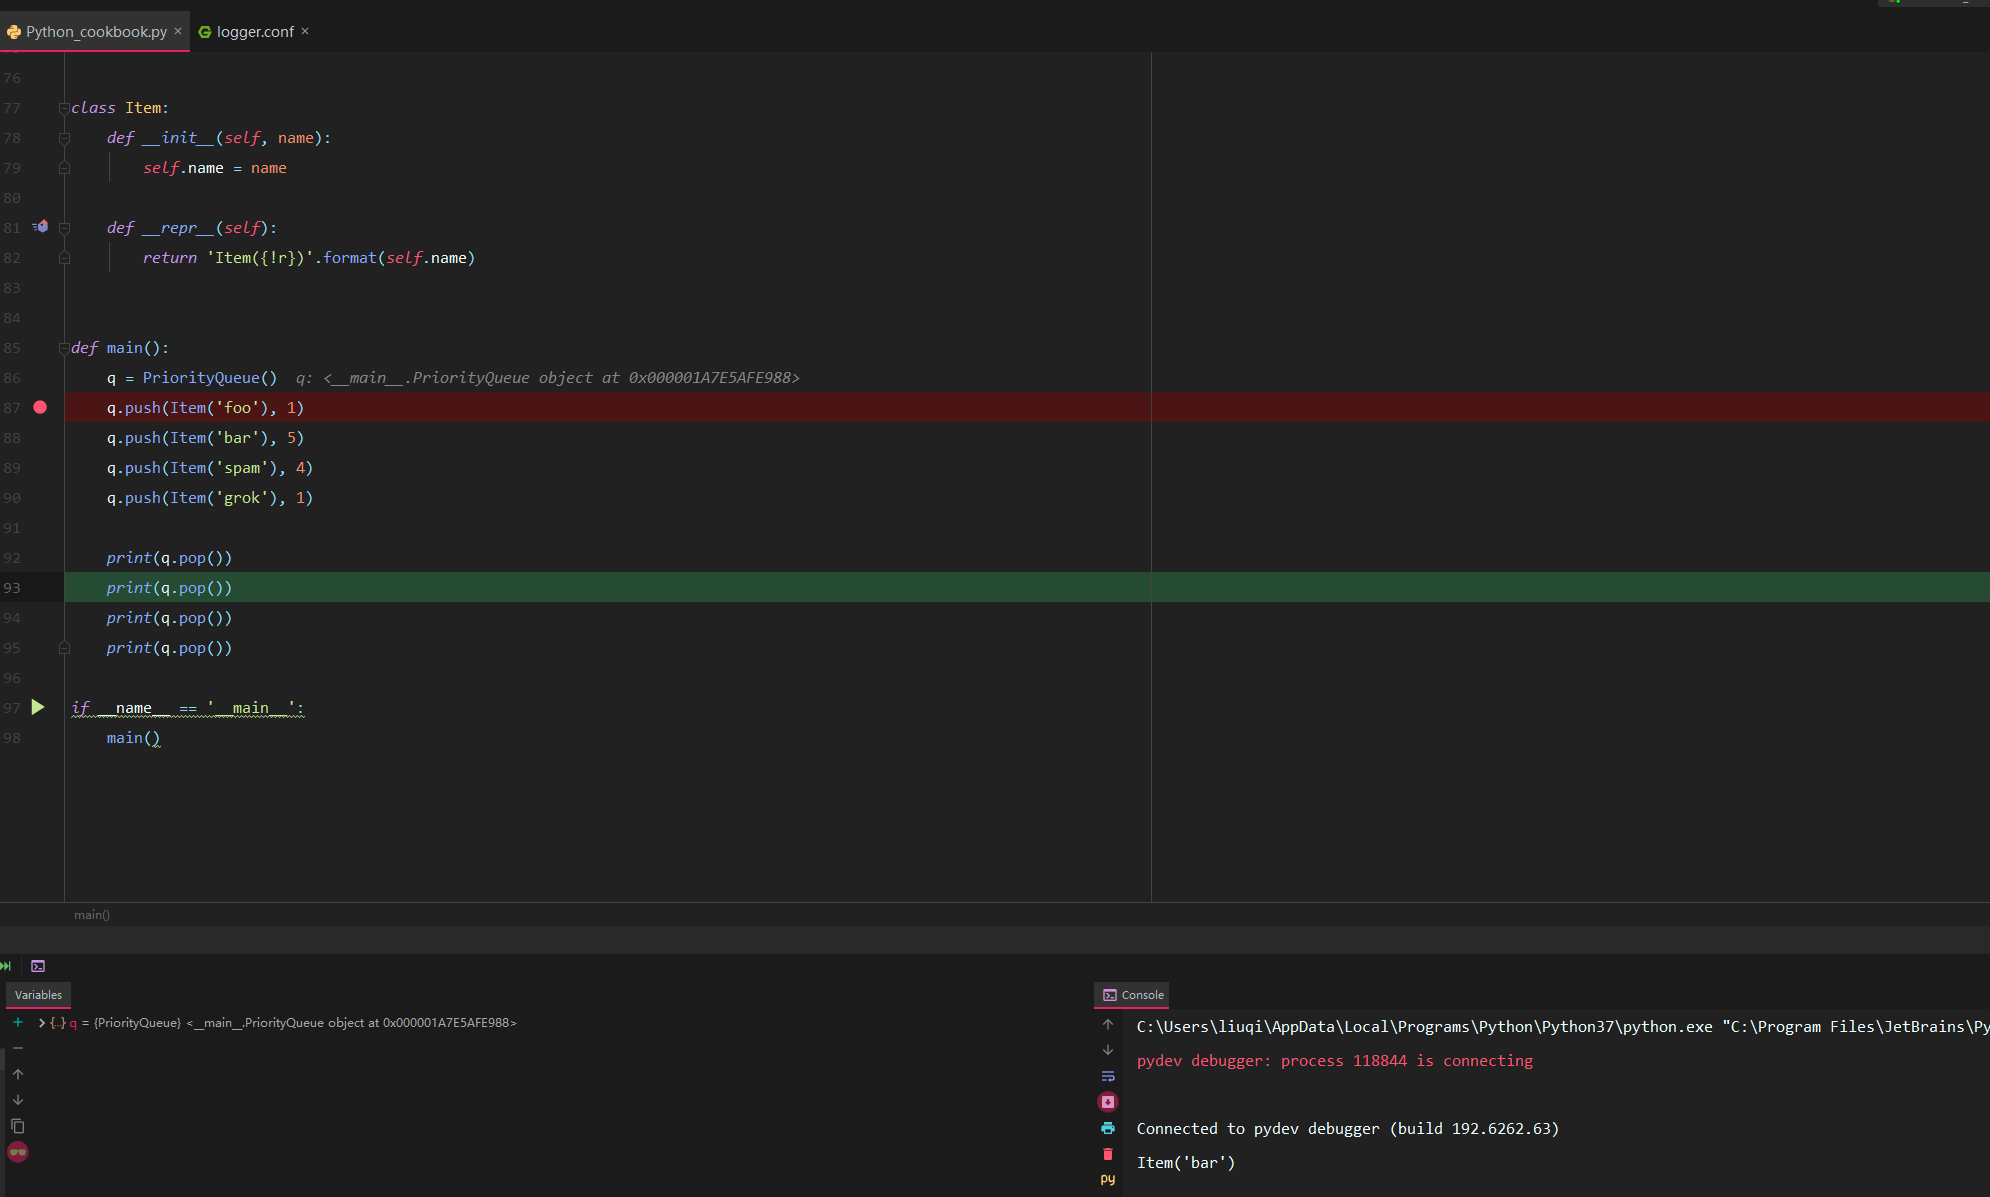 Python_cookbook.py × logger.conf ×
76
77 class Item:
78 def __init__(self, name):
79 self.name = name
80
81 def __repr__(self):
82 return 'Item({!r})'.format(self.name)
83
84
85 def main():
86 q = PriorityQueue() q: <__main__.PriorityQueue object at 0x000001A7E5AFE988>
87 q.push(Item('foo'), 1)
88 q.push(Item('bar'), 5)
89 q.push(Item('spam'), 4)
90 q.push(Item('grok'), 1)
91
92 print(q.pop())
93 print(q.pop())
94 print(q.pop())
95 print(q.pop())
96
97 if __name__ == '__main__':
98 main()
main()
Variables
{..} q = {PriorityQueue} <__main__.PriorityQueue object at 0x000001A7E5AFE988>
Console
C:\Users\liuqi\AppData\Local\Programs\Python\Python37\python.exe "C:\Program Files\JetBrains\Py
pydev debugger: process 118844 is connecting
Connected to pydev debugger (build 192.6262.63)
Item('bar')
py